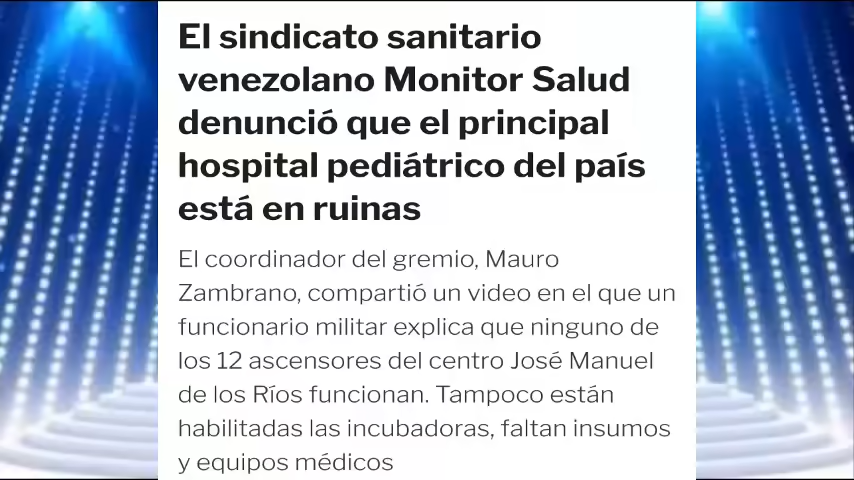 El sindicato sanitario
venezolano Monitor Salud
denunció que el principal
hospital pediátrico del país
está en ruinas
El coordinador del gremio, Mauro
Zambrano, compartió un video en el que un
funcionario militar explica que ninguno de
los 12 ascensores del centro José Manuel
de los Ríos funcionan. Tampoco están
habilitadas las incubadoras, faltan insumos
y equipos médicos